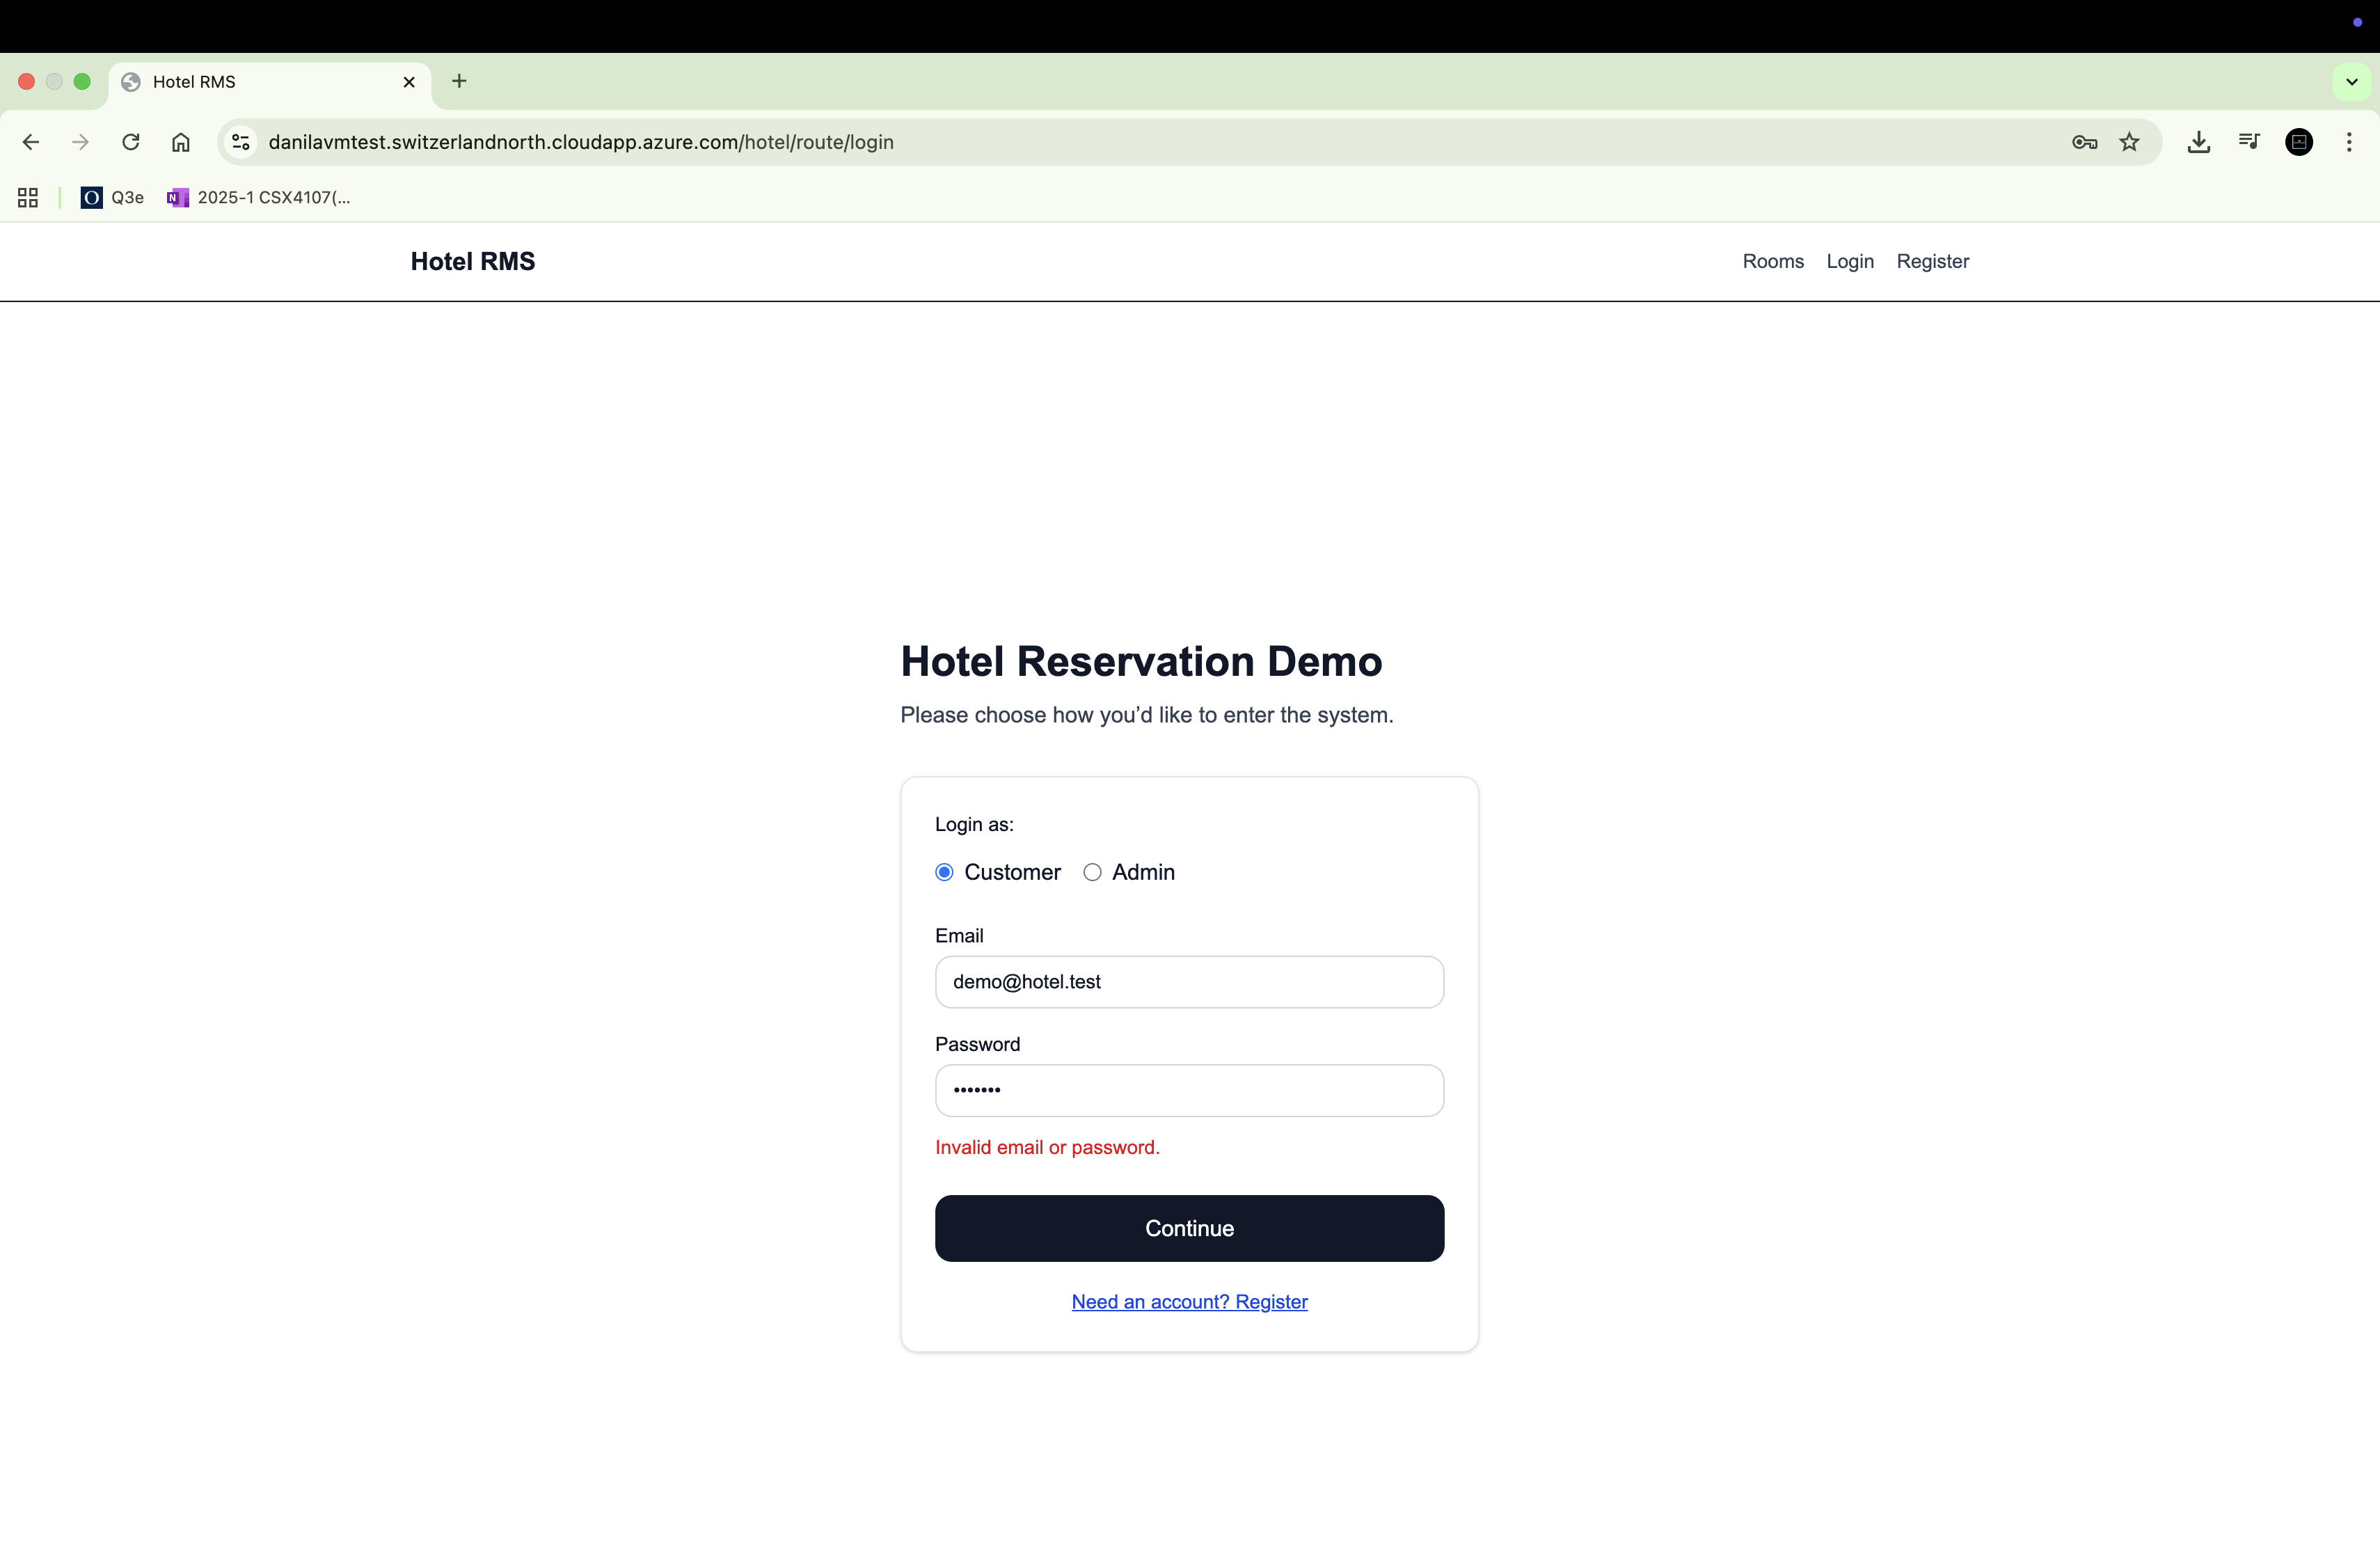 Hotel RMS
danilavmtest.switzerlandnorth.cloudapp.azure.com/hotel/route/login
Q3e
2025-1 CSX4107(...
Hotel RMS
Rooms Login Register
Hotel Reservation Demo
Please choose how you’d like to enter the system.
Login as:
Customer Admin
Email
demo@hotel.test
Password
•••••••
Invalid email or password.
Continue
Need an account? Register